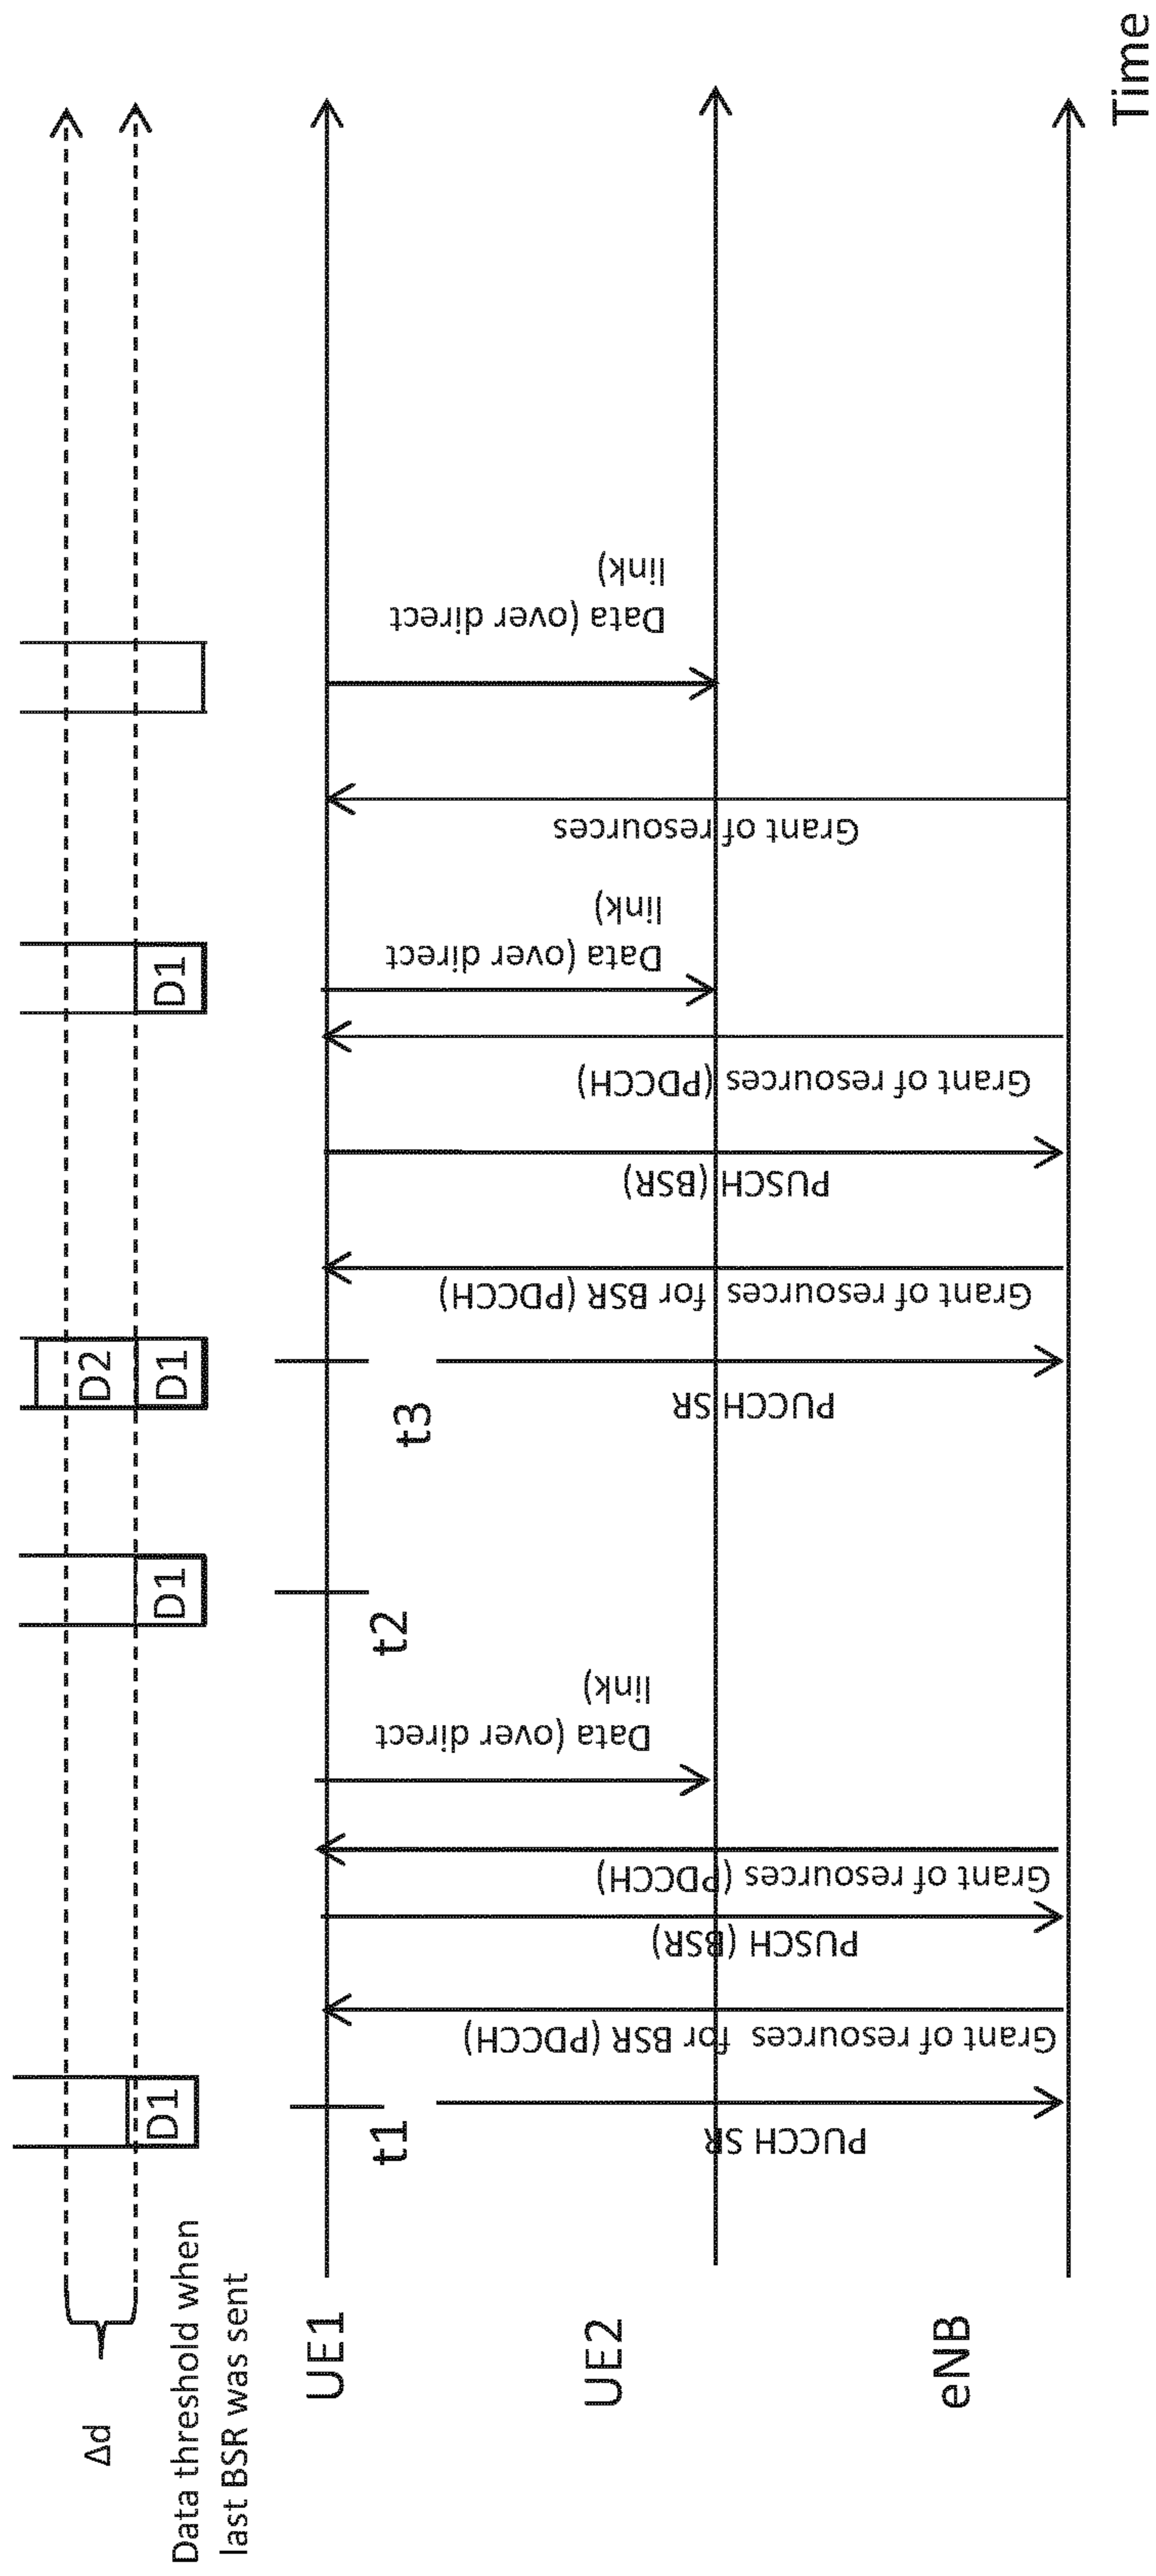 Δd
Data threshold when
last BSR was sent
D1
D1
D2
D1
D1
UE1
t1
t2
t3
UE2
eNB
PUCCH SR
Grant of resources for BSR (PDCCH)
PUSCH (BSR)
Grant of resources (PDCCH)
Data (over direct
link)
PUCCH SR
Grant of resources for BSR (PDCCH)
PUSCH (BSR)
Grant of resources (PDCCH)
Data (over direct
link)
Grant of resources
Data (over direct
link)
Time